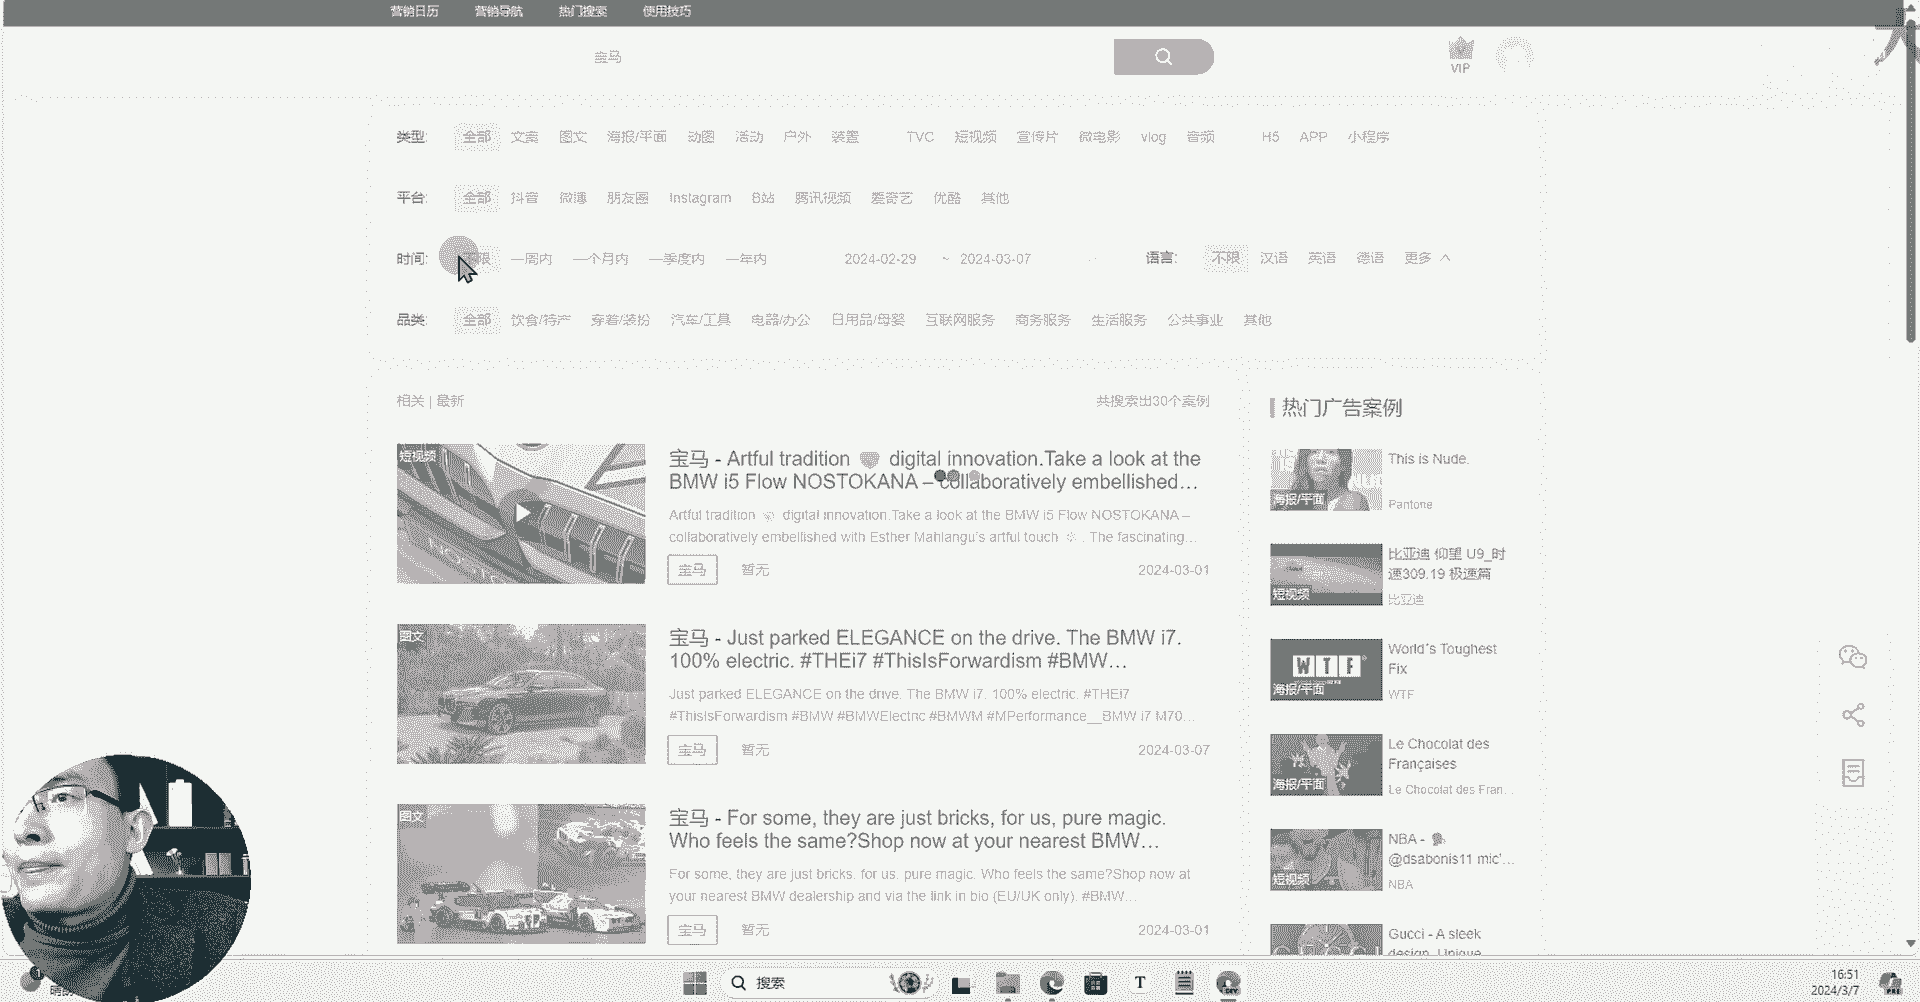 营销日历 营销导航 热门搜索 使用技巧
宝马
VIP
类型: 全部 文案 图文 海报/平面 动图 活动 户外 装置 TVC 短视频 宣传片 微电影 vlog 音频 H5 APP 小程序
平台: 全部 抖音 微博 朋友圈 Instagram B站 腾讯视频 爱奇艺 优酷 其他
时间: 不限 一周内 一个月内 一季度内 一年内 2024-02-29 ~ 2024-03-07 语言: 不限 汉语 英语 德语 更多
品类: 全部 饮食/特产 穿着/装扮 汽车/工具 电器/办公 日用品/母婴 互联网服务 商务服务 生活服务 公共事业 其他
相关 | 最新
共搜索出30个案例
短视频
宝马 - Artful tradition digital innovation.Take a look at the
BMW i5 Flow NOSTOKANA – collaboratively embellished…
Artful tradition digital innovation.Take a look at the BMW i5 Flow NOSTOKANA –
collaboratively embellished with Esther Mahlangu's artful touch . The fascinating…
宝马 暂无 2024-03-01
图文
宝马 - Just parked ELEGANCE on the drive. The BMW i7.
100% electric. #THEi7 #ThisIsForwardism #BMW…
Just parked ELEGANCE on the drive. The BMW i7. 100% electric. #THEi7
#ThisIsForwardism #BMW #BMWElectric #BMWM #MPerformance__BMW i7 M70…
宝马 暂无 2024-03-07
图文
宝马 - For some, they are just bricks, for us, pure magic.
Who feels the same?Shop now at your nearest BMW…
For some, they are just bricks, for us, pure magic. Who feels the same?Shop now at
your nearest BMW dealership and via the link in bio (EU/UK only). #BMW…
宝马 暂无 2024-03-01
热门广告案例
海报/平面
This is Nude.
Pantone
短视频
比亚迪 仰望 U9_时
速309.19 极速篇
比亚迪
WTF
海报/平面
World's Toughest
Fix
WTF
海报/平面
Le Chocolat des
Françaises
Le Chocolat des Fran…
短视频
NBA -
@dsabonis11 mic'…
NBA
Gucci - A sleek
design. Unique
搜索
16:51
2024/3/7